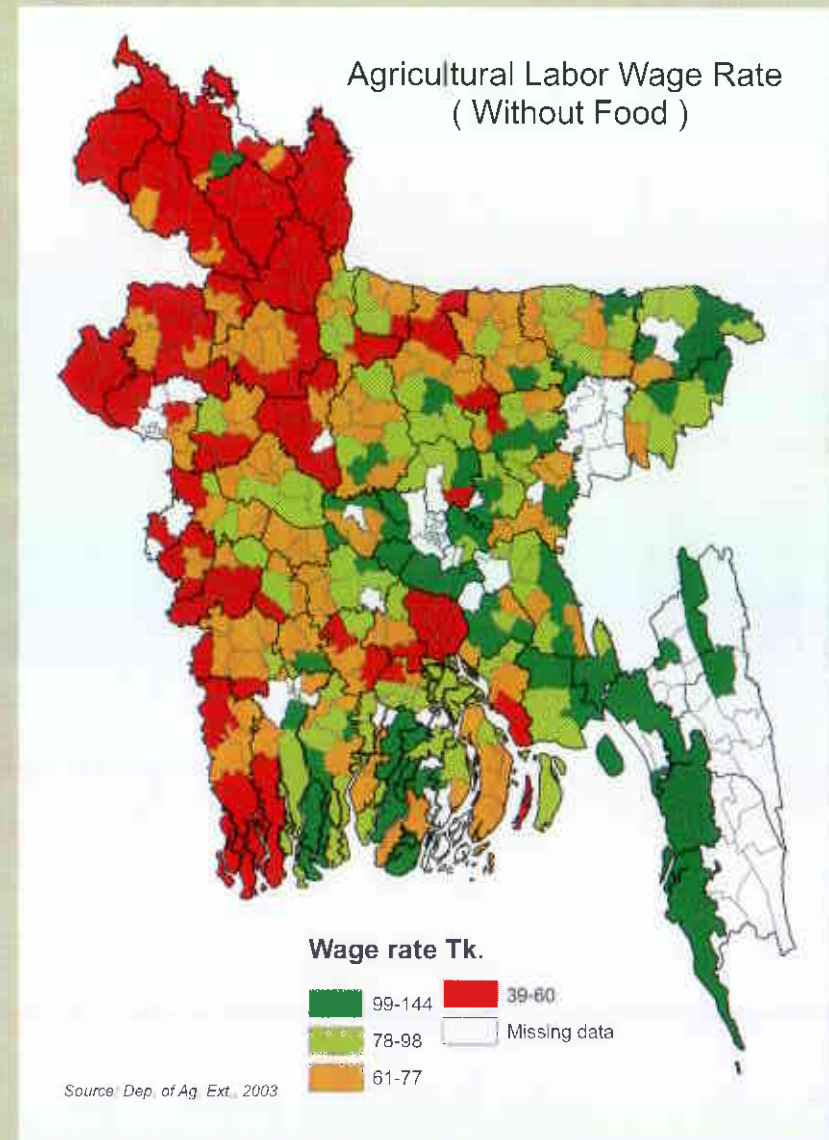 Agricultural Labor Wage Rate
( Without Food )
Wage rate Tk.
99-144
78-98
61-77
39-60
Missing data
Source: Dep. of Ag. Ext., 2003